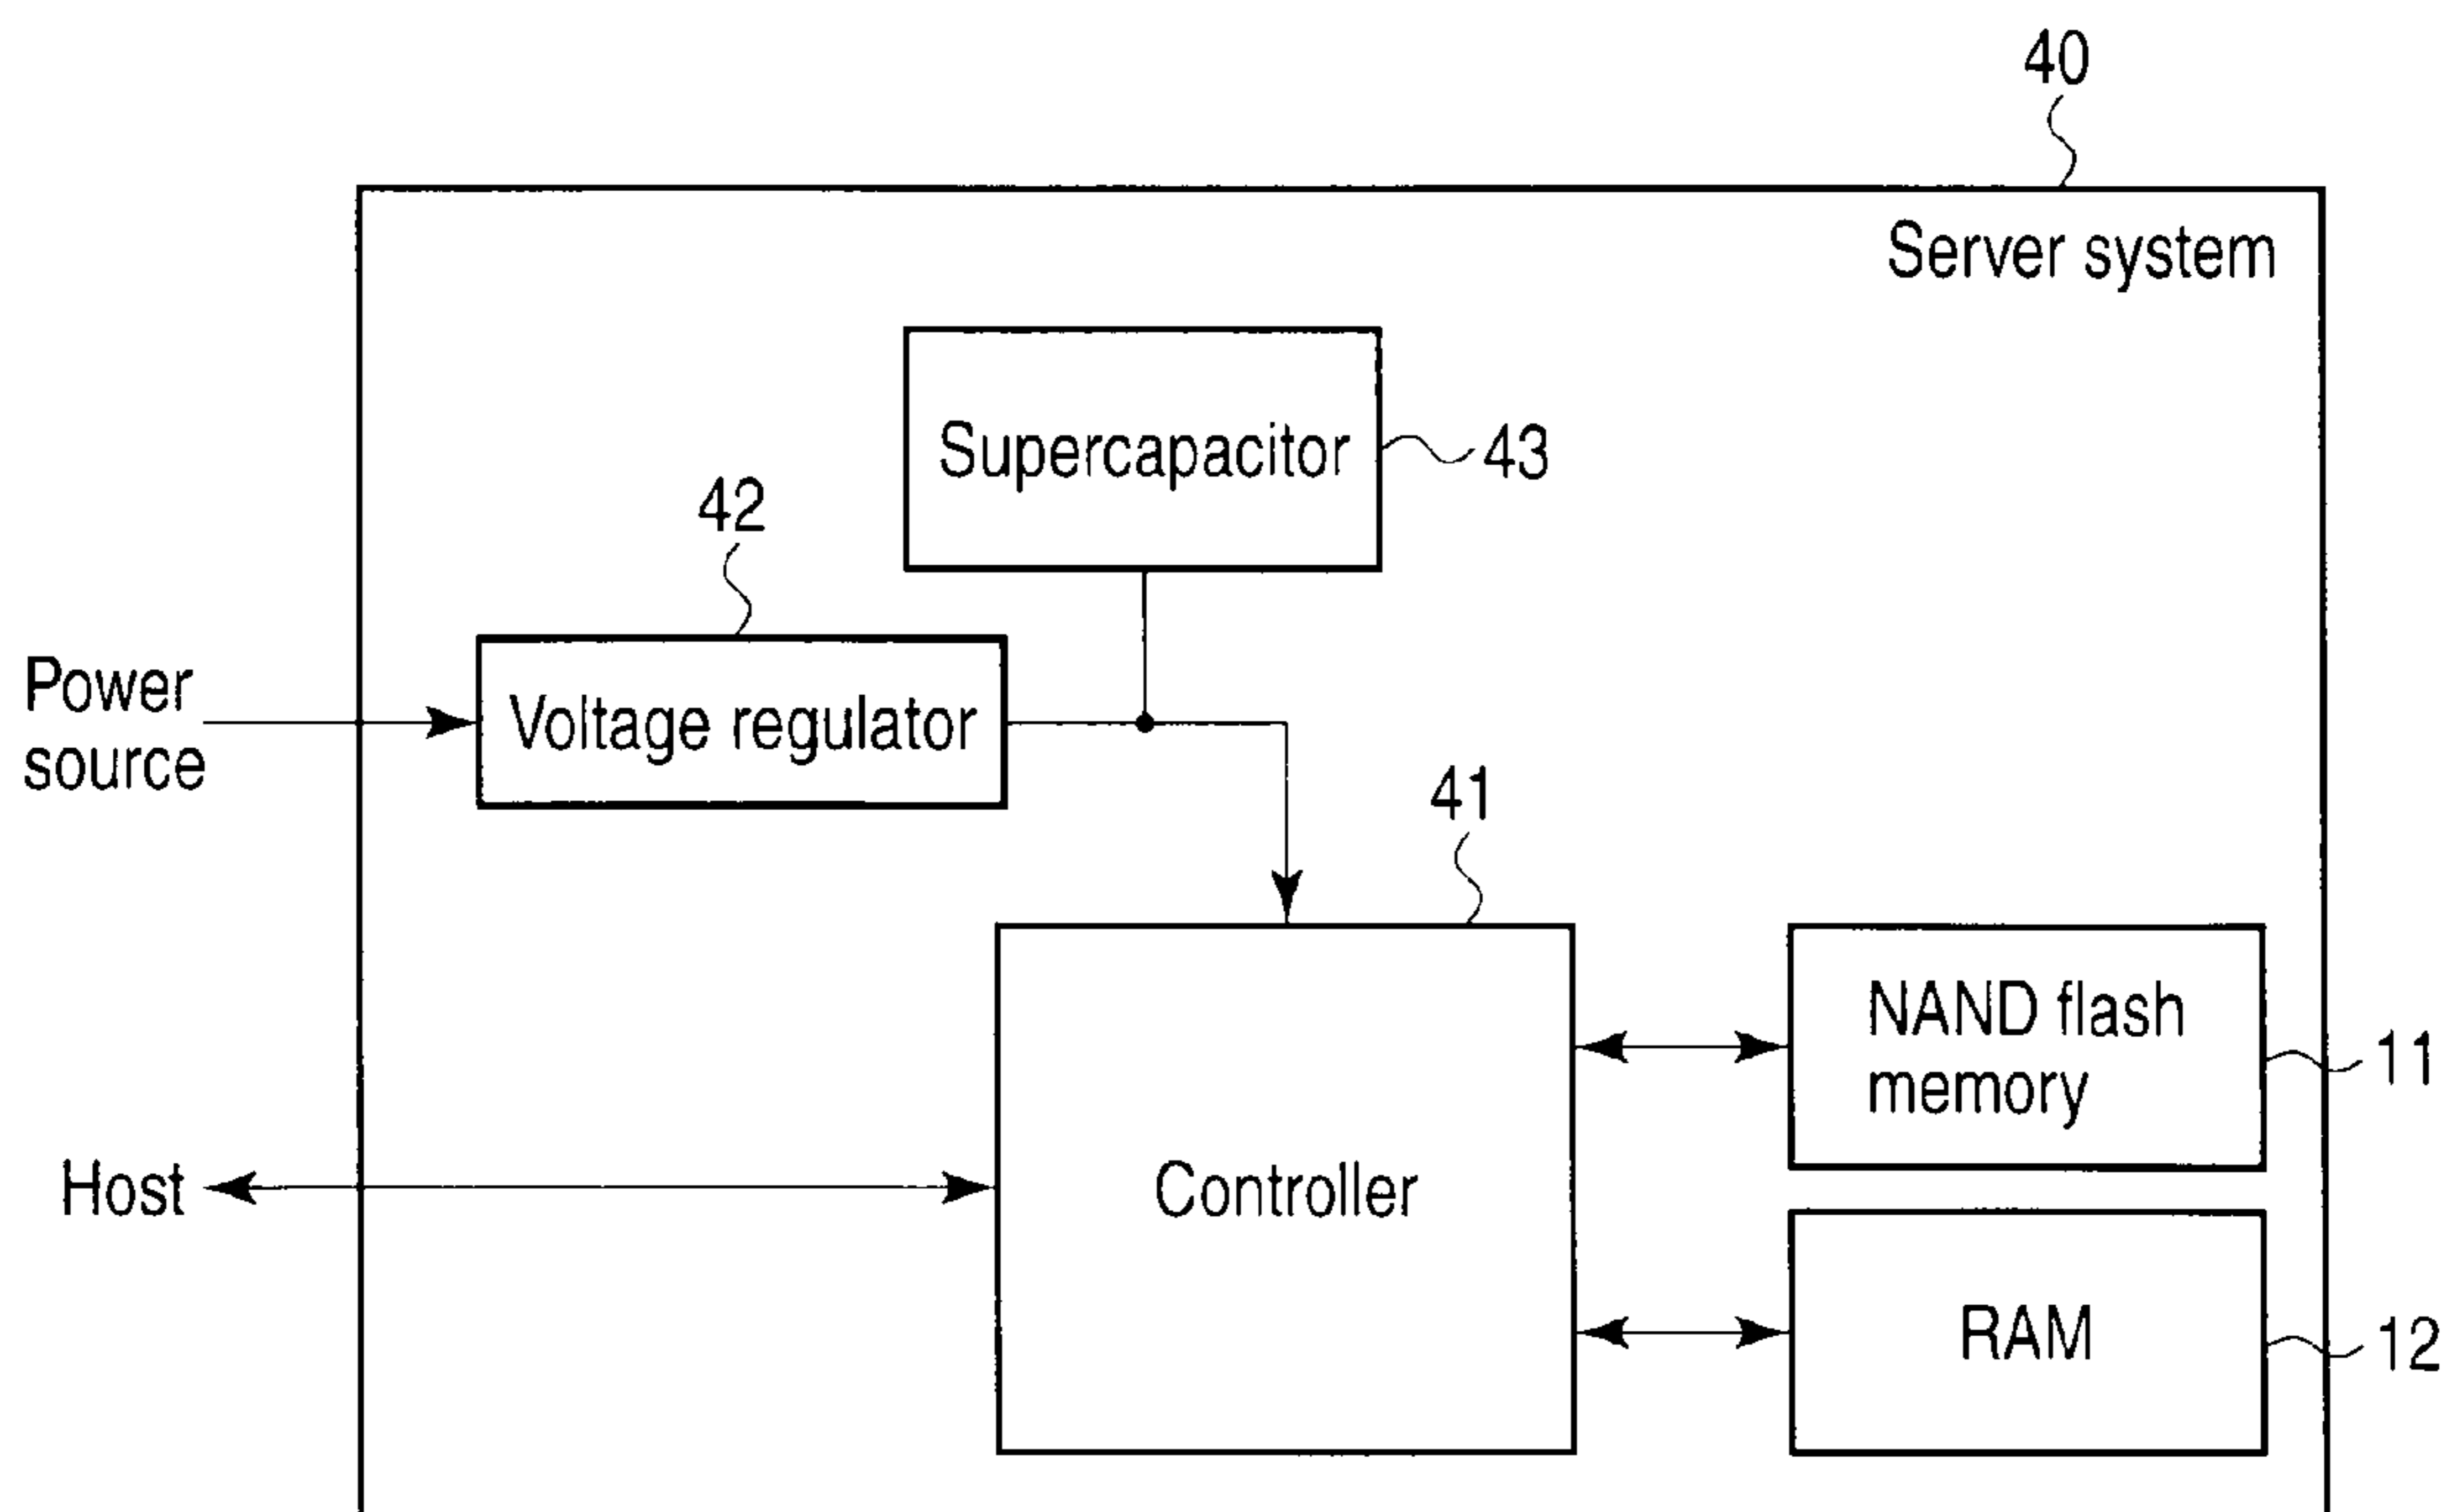 40
Server system
Supercapacitor
43
42
Power
source
Voltage regulator
41
NAND flash
memory
11
Host
Controller
RAM
12